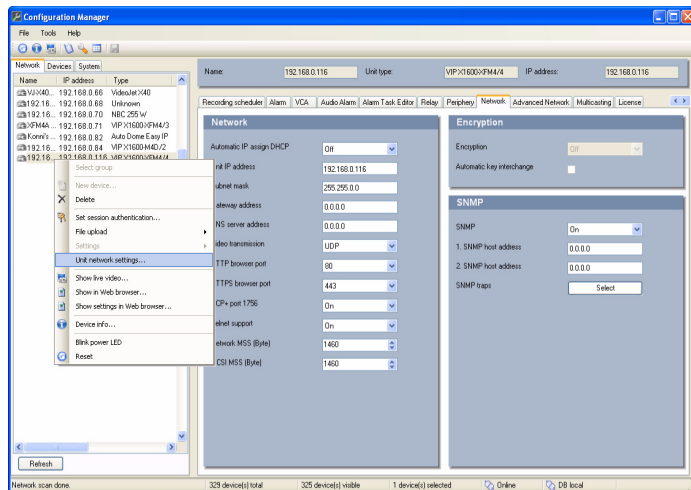 Configuration Manager
File Tools Help
Network Devices System
Name IP address Type
VJ-X40... 192.168.0.66 VideoJet X40
192.16... 192.168.0.68 Unknown
192.16... 192.168.0.70 NBC 255 W
XFM4A 192.168.0.71 VIP X1600-XFM4/3
Konni's ... 192.168.0.82 Auto Dome Easy IP
192.16... 192.168.0.84 VIP X1600-M4D/2
192.16... 192.168.0.116 VIP X1600-XFM4/4
Select group
New device...
Delete
Set session authentication...
File upload
Settings
Unit network settings...
Show live video...
Show in Web browser...
Show settings in Web browser...
Device info...
Blink power LED
Reset
Refresh
Name: 192.168.0.116 Unit type: VIP X1600-XFM4/4 IP address: 192.168.0.116
Recording scheduler Alarm VCA Audio Alarm Alarm Task Editor Relay Periphery Network Advanced Network Multicasting License
Network
Automatic IP assign DHCP Off
nit IP address 192.168.0.116
ubnet mask 255.255.0.0
ateway address 0.0.0.0
NS server address 0.0.0.0
ideo transmission UDP
TTP browser port 80
TTPS browser port 443
CP+ port 1756 On
elnet support On
etwork MSS (Byte) 1460
CSI MSS (Byte) 1460
Encryption
Encryption Off
Automatic key interchange
SNMP
SNMP On
1. SNMP host address 0.0.0.0
2. SNMP host address 0.0.0.0
SNMP traps Select
Network scan done. 329 device(s) total 325 device(s) visible 1 device(s) selected Online DB local